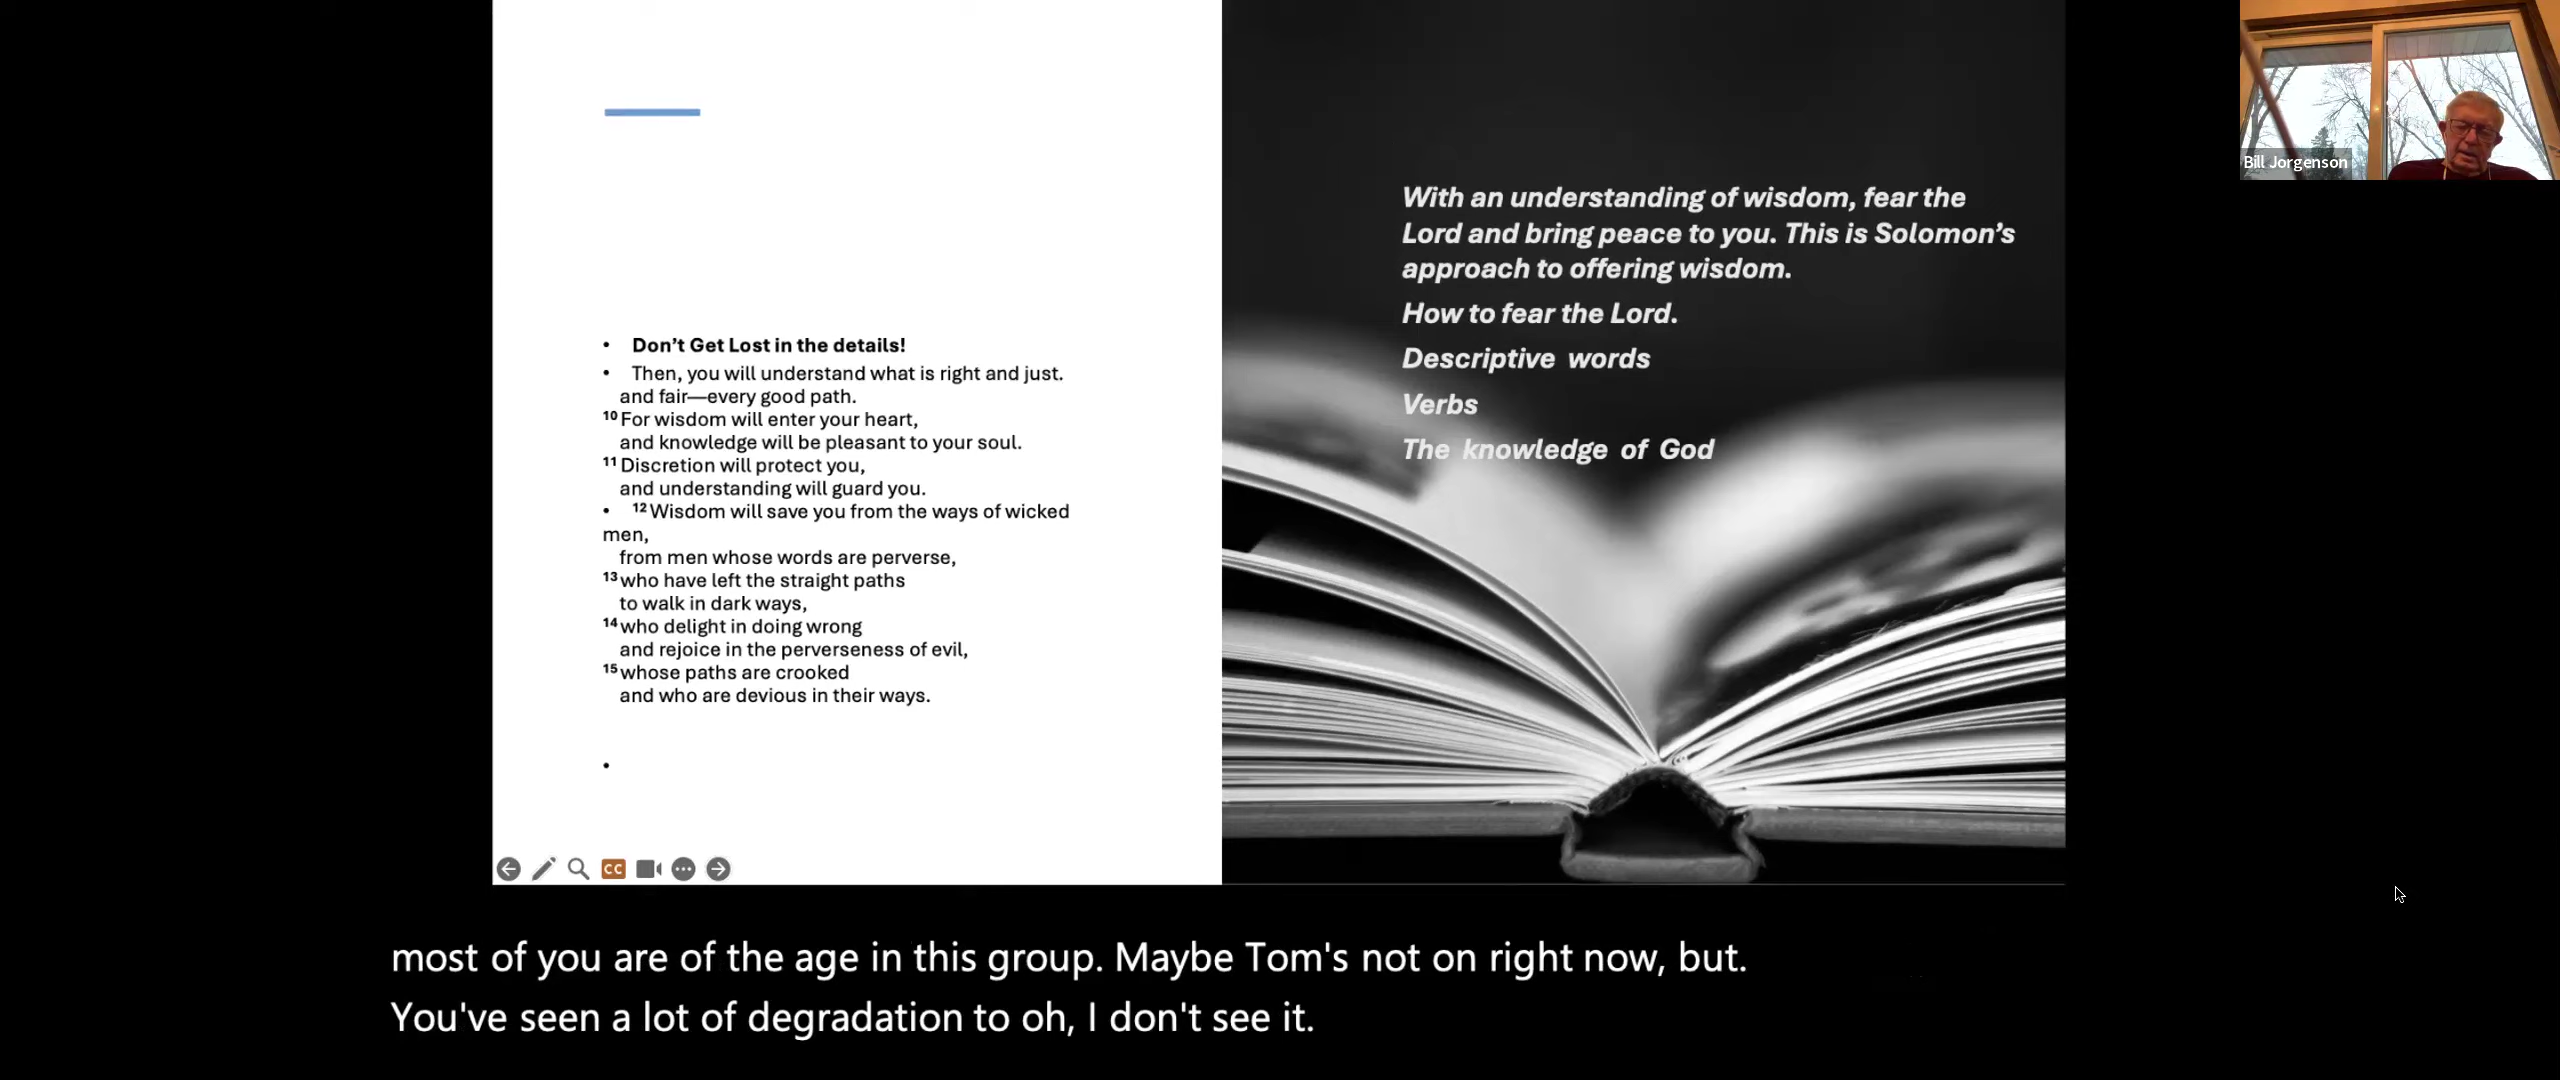 Don’t Get Lost in the details!
Then, you will understand what is right and just.
and fair—every good path.
10 For wisdom will enter your heart,
and knowledge will be pleasant to your soul.
11 Discretion will protect you,
and understanding will guard you.
12 Wisdom will save you from the ways of wicked
men,
from men whose words are perverse,
13 who have left the straight paths
to walk in dark ways,
14 who delight in doing wrong
and rejoice in the perverseness of evil,
15 whose paths are crooked
and who are devious in their ways.
CC
With an understanding of wisdom, fear the
Lord and bring peace to you. This is Solomon’s
approach to offering wisdom.
How to fear the Lord.
Descriptive words
Verbs
The knowledge of God
Bill Jorgenson
most of you are of the age in this group. Maybe Tom's not on right now, but.
You've seen a lot of degradation to oh, I don't see it.